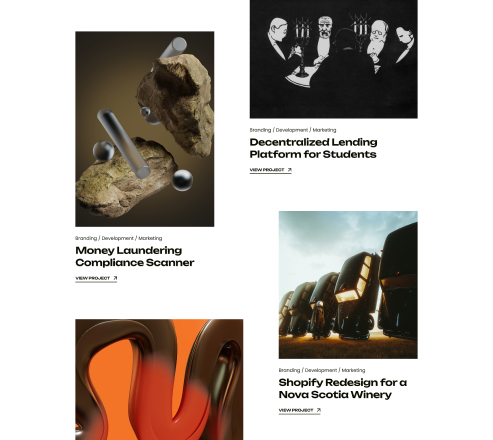 Branding / Development / Marketing
Decentralized Lending
Platform for Students
VIEW PROJECT
Branding / Development / Marketing
Money Laundering
Compliance Scanner
VIEW PROJECT
Branding / Development / Marketing
Shopify Redesign for a
Nova Scotia Winery
VIEW PROJECT